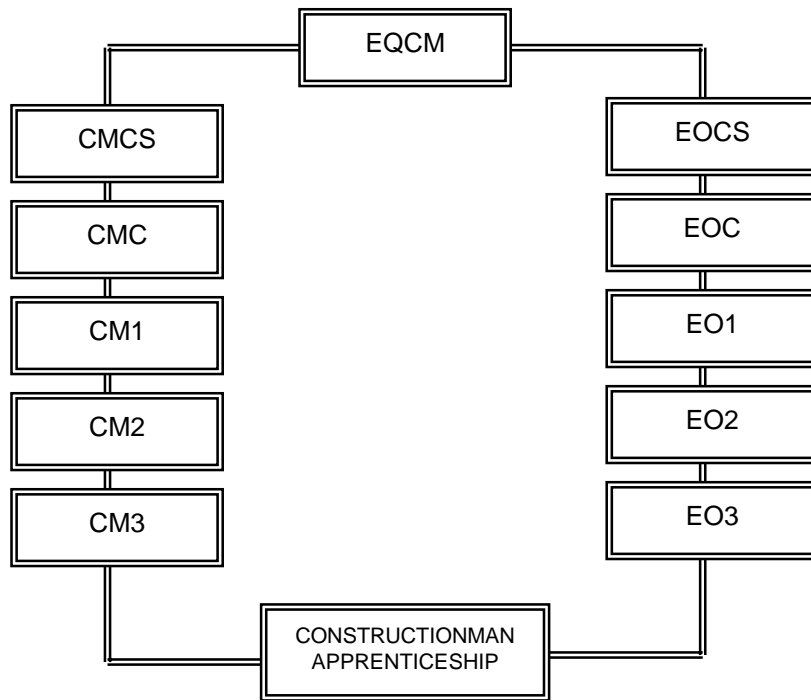 EQCM
CMCS
EOCS
CMC
EOC
CM1
EO1
CM2
EO2
CM3
EO3
CONSTRUCTIONMAN
APPRENTICESHIP